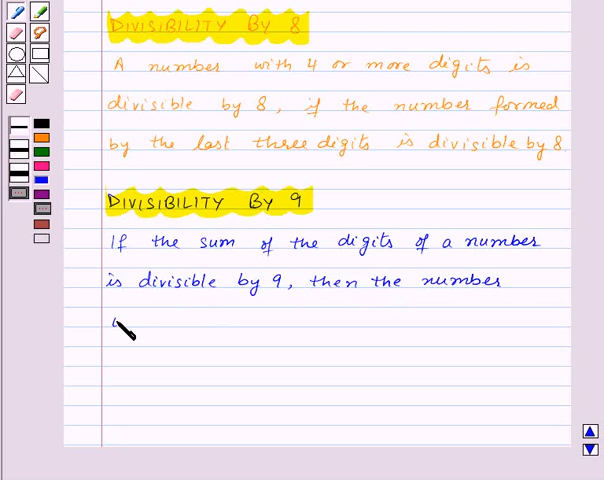 DIVISIBILITY BY 8
A number with 4 or more digits is
divisible by 8, if the number formed
by the last three digits is divisible by 8
DIVISIBILITY BY 9
If the sum of the digits of a number
is divisible by 9, then the number